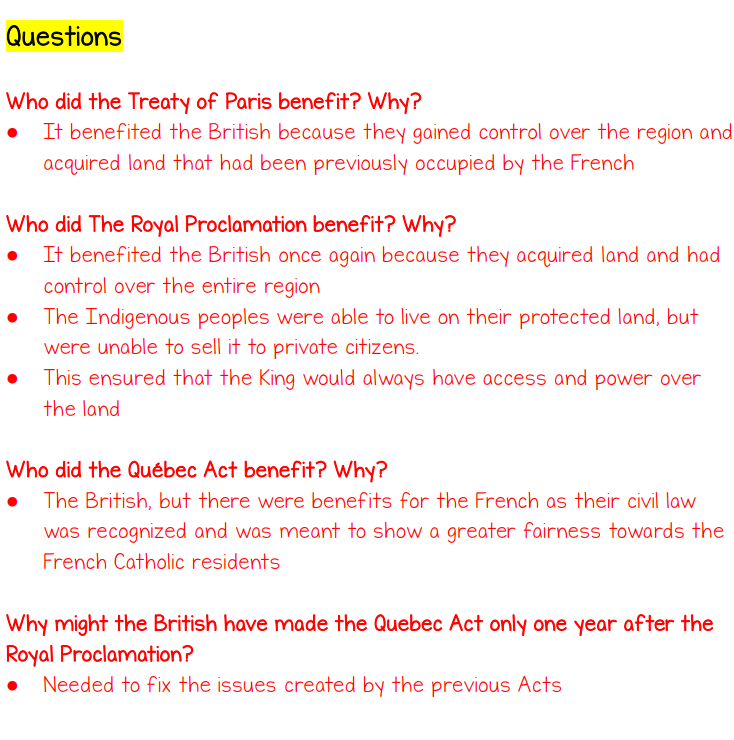 Questions
Who did the Treaty of Paris benefit? Why?
● It benefited the British because they gained control over the region and
acquired land that had been previously occupied by the French
Who did The Royal Proclamation benefit? Why?
● It benefited the British once again because they acquired land and had
control over the entire region
● The Indigenous peoples were able to live on their protected land, but
were unable to sell it to private citizens.
● This ensured that the King would always have access and power over
the land
Who did the Québec Act benefit? Why?
● The British, but there were benefits for the French as their civil law
was recognized and was meant to show a greater fairness towards the
French Catholic residents
Why might the British have made the Quebec Act only one year after the
Royal Proclamation?
● Needed to fix the issues created by the previous Acts